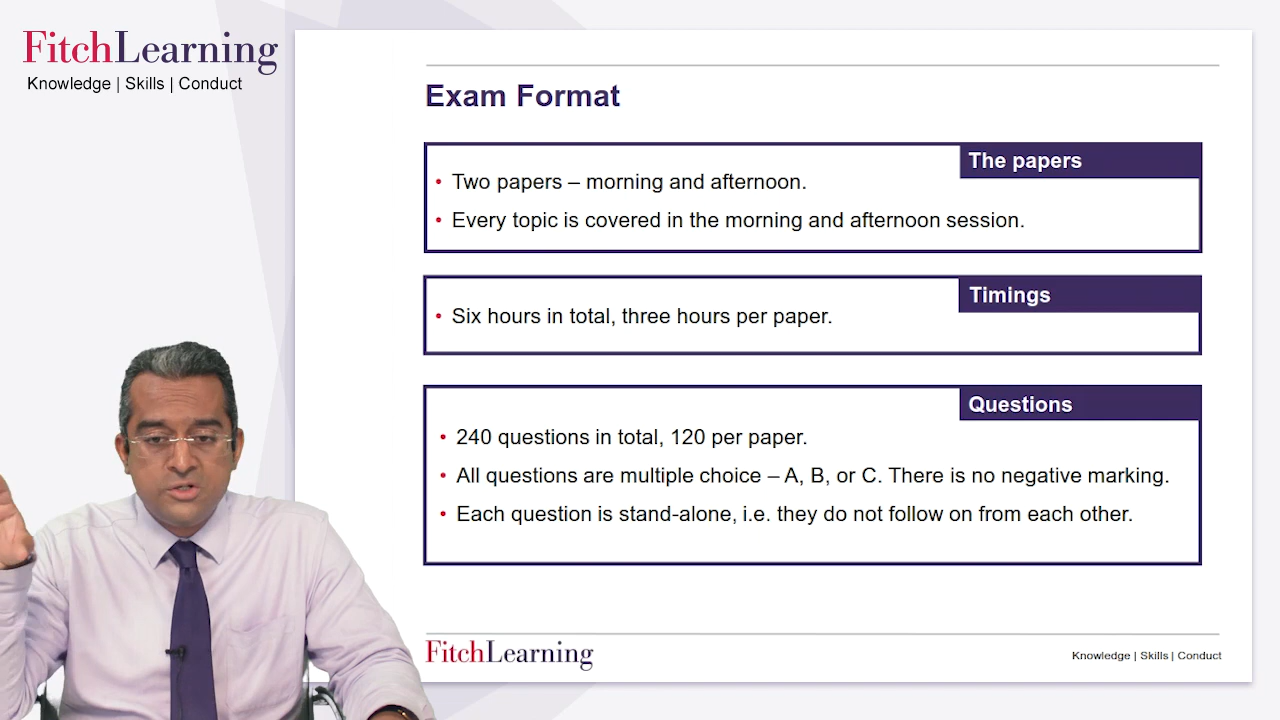 FitchLearning
Knowledge | Skills | Conduct
Exam Format
The papers
• Two papers – morning and afternoon.
• Every topic is covered in the morning and afternoon session.
Timings
• Six hours in total, three hours per paper.
Questions
• 240 questions in total, 120 per paper.
• All questions are multiple choice – A, B, or C. There is no negative marking.
• Each question is stand-alone, i.e. they do not follow on from each other.
FitchLearning
Knowledge | Skills | Conduct